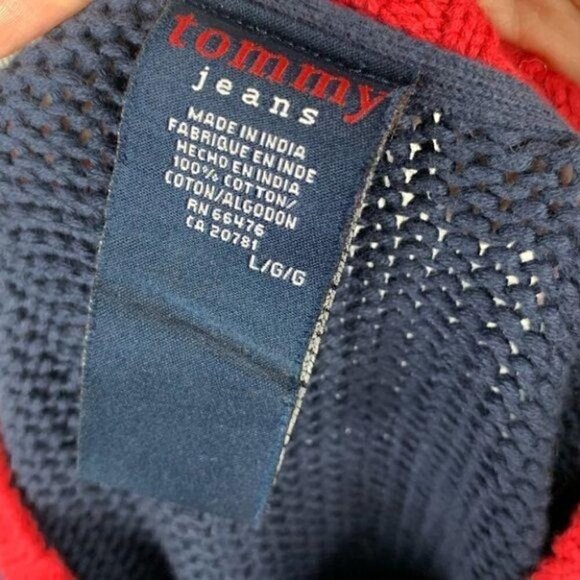 tommy
jeans
MADE IN INDIA
FABRIQUE EN INDE
HECHO EN INDIA
100% COTTON/
COTON/ALGODON
RN 66476
CA 20781
L/G/G